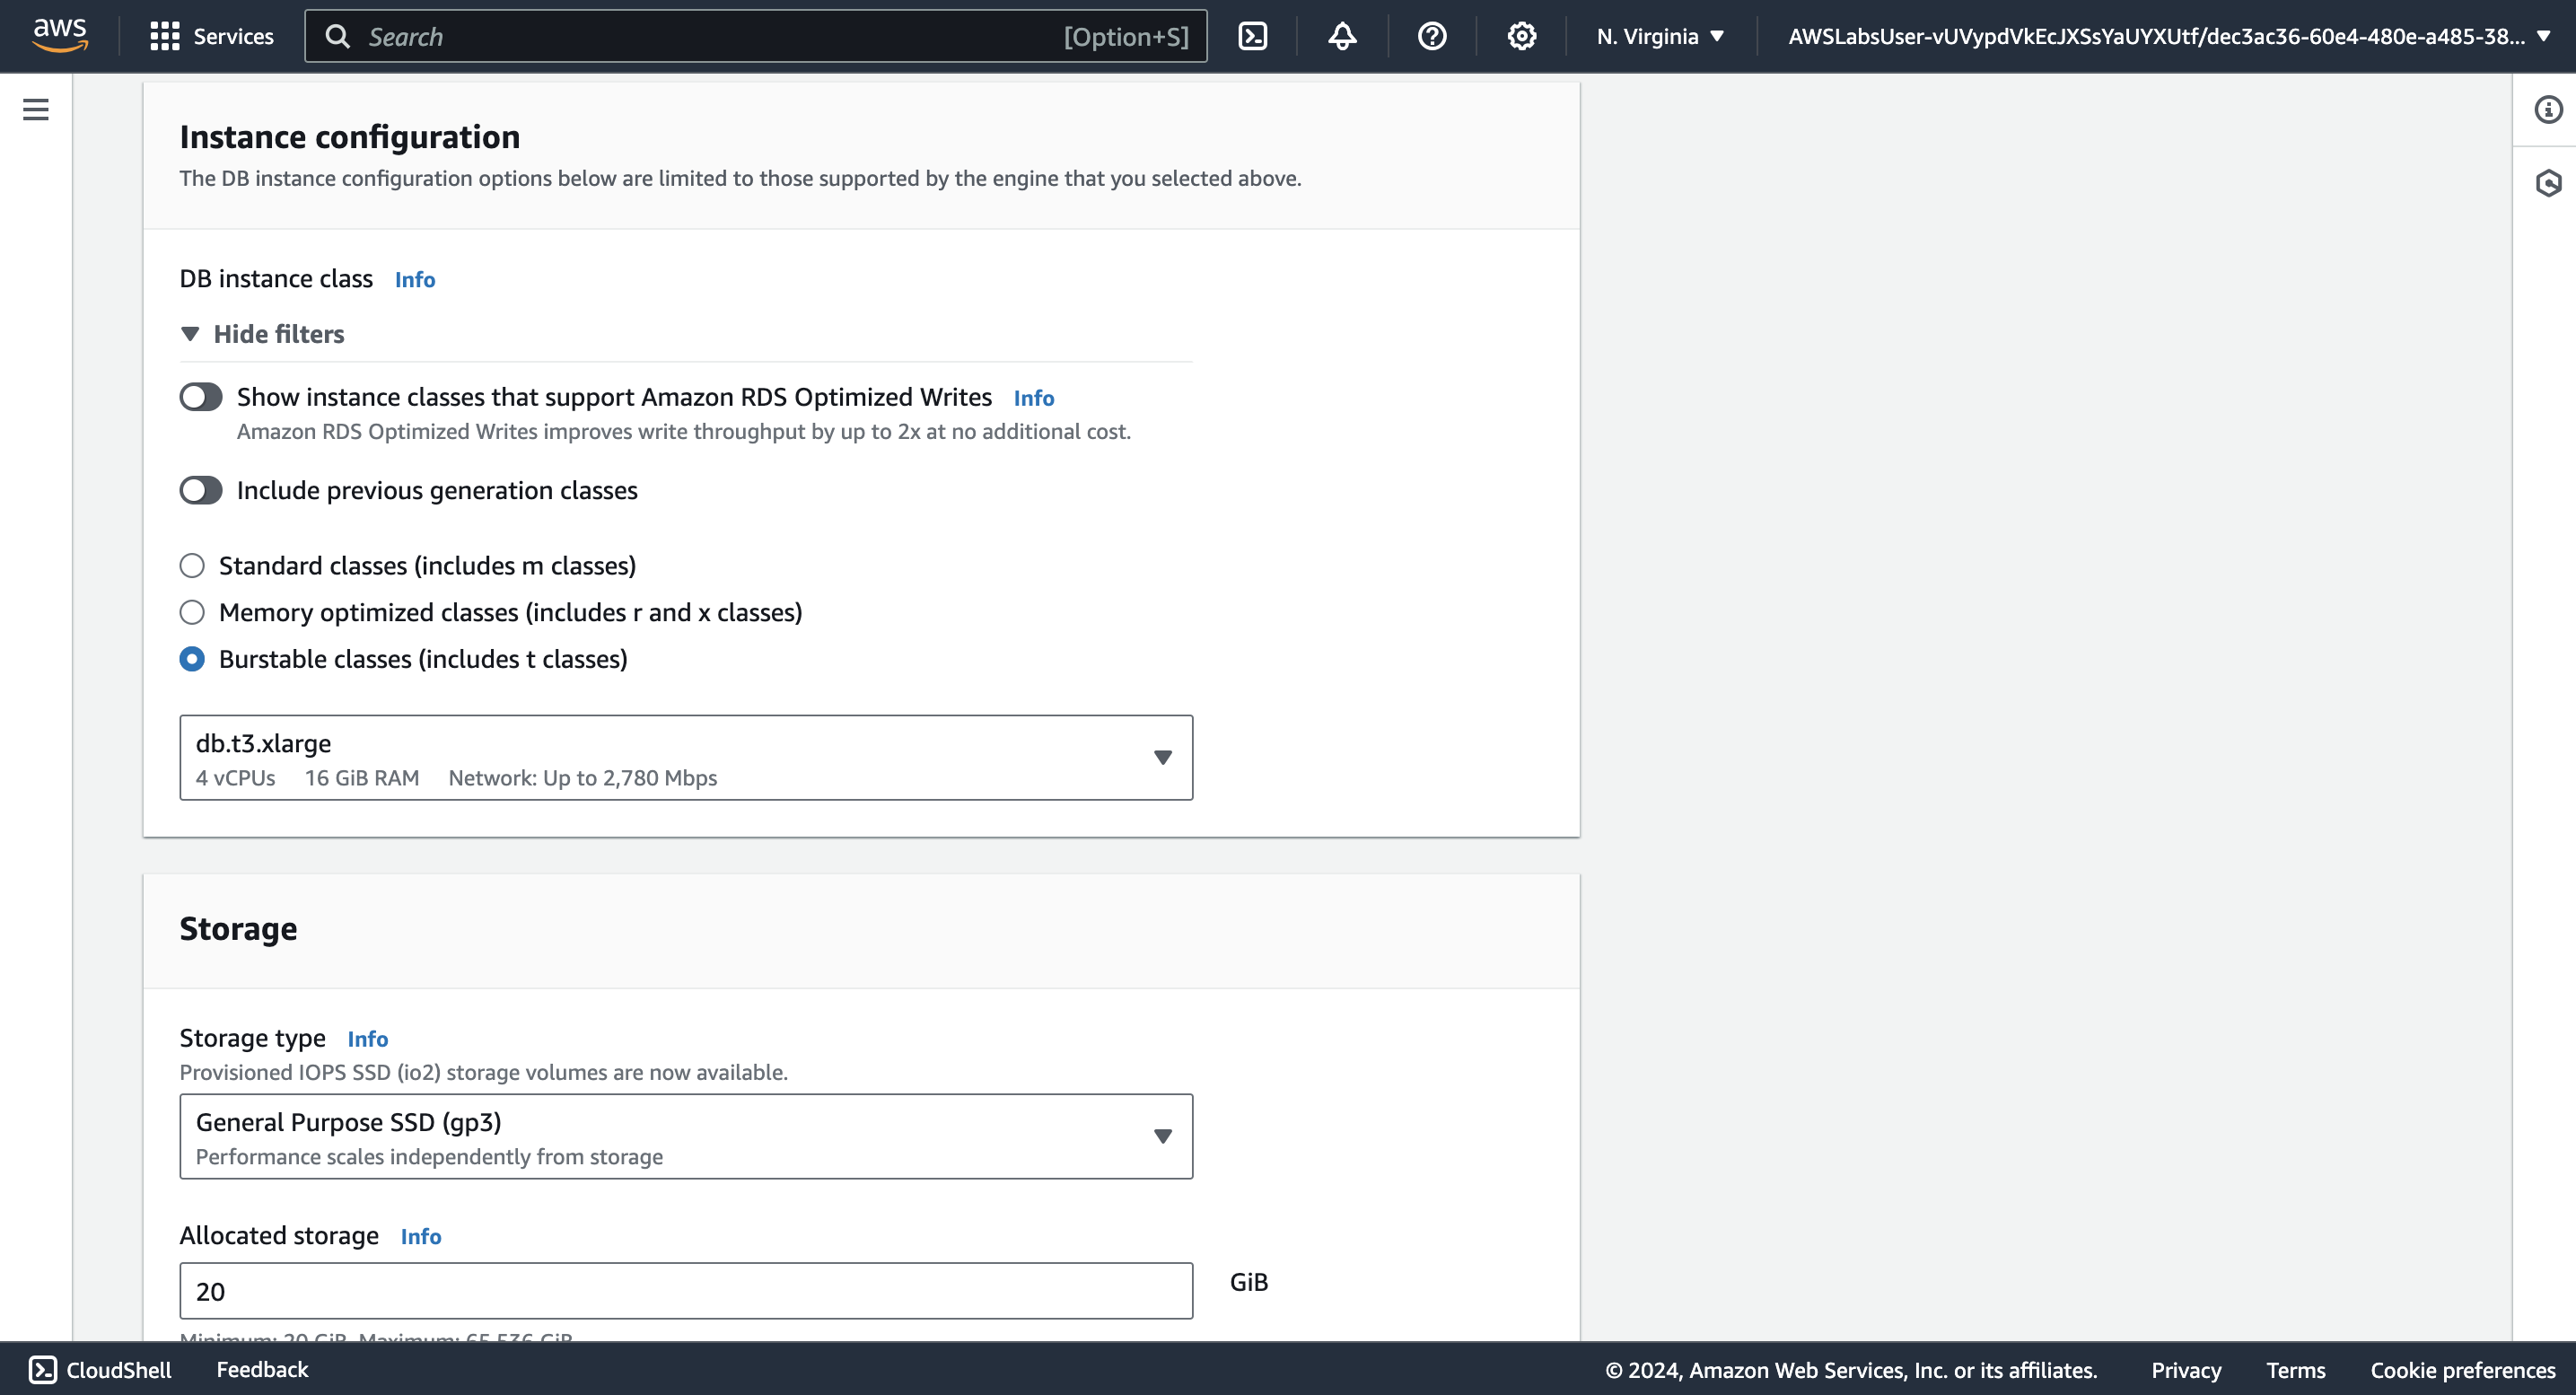 aws
Services
Search
[Option+S]
N. Virginia
AWSLabsUser-vUVypdVkEcJXSsYaUYXUtf/dec3ac36-60e4-480e-a485-38...
Instance configuration
The DB instance configuration options below are limited to those supported by the engine that you selected above.
DB instance class Info
Hide filters
Show instance classes that support Amazon RDS Optimized Writes Info
Amazon RDS Optimized Writes improves write throughput by up to 2x at no additional cost.
Include previous generation classes
Standard classes (includes m classes)
Memory optimized classes (includes r and x classes)
Burstable classes (includes t classes)
db.t3.xlarge
4 vCPUs 16 GiB RAM Network: Up to 2,780 Mbps
Storage
Storage type Info
Provisioned IOPS SSD (io2) storage volumes are now available.
General Purpose SSD (gp3)
Performance scales independently from storage
Allocated storage Info
20
GiB
Minimum: 20 GiB. Maximum: 65,536 GiB
CloudShell
Feedback
© 2024, Amazon Web Services, Inc. or its affiliates.
Privacy
Terms
Cookie preferences